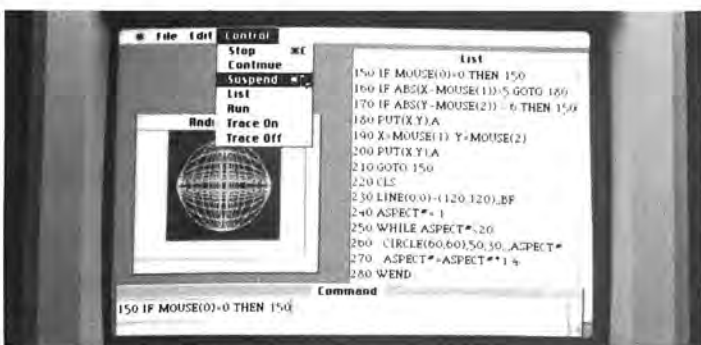 File Edit Control
Stop ⌘C
Continue
Suspend
List
Run
Trace On
Trace Off
List
150 IF MOUSE(0)=0 THEN 150
160 IF ABS(X-MOUSE(1))>5 GOTO 180
170 IF ABS(Y-MOUSE(2)) 6 THEN 150
180 PUT(X,Y),A
190 X=MOUSE(1) Y=MOUSE(2)
200 PUT(X,Y),A
210 GOTO 150
220 CLS
230 LINE(0,0)-(120,120),,BF
240 ASPECT#=.1
250 WHILE ASPECT#<20
260 CIRCLE(60,60),50,30,,,ASPECT#
270 ASPECT#=ASPECT#*1.4
280 WEND
Command
150 IF MOUSE(0)=0 THEN 150